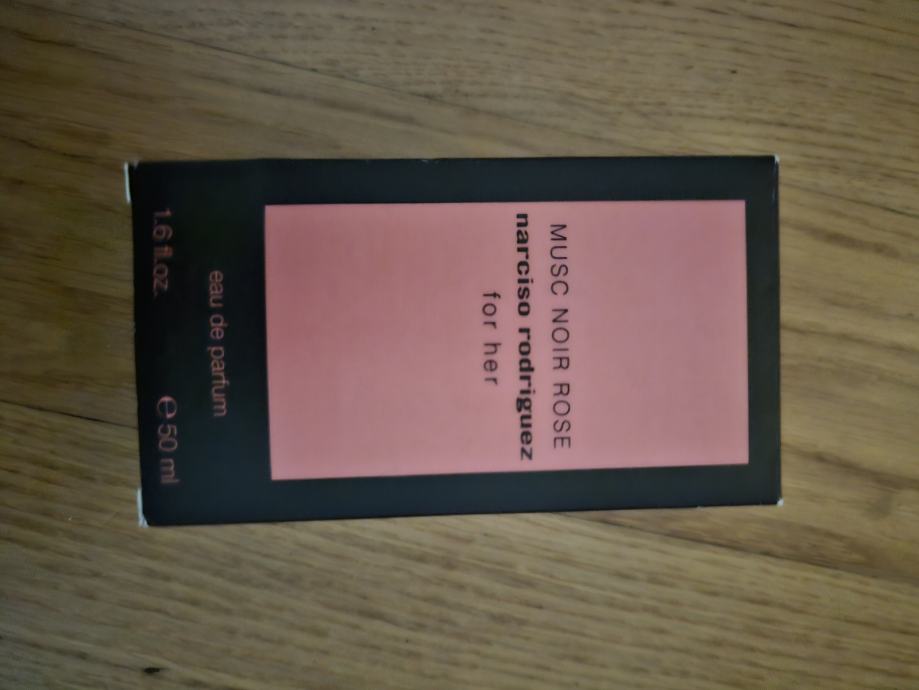 MUSC NOIR ROSE
narciso rodriguez
for her
eau de parfum
1.6 fl.oz. e 50 ml